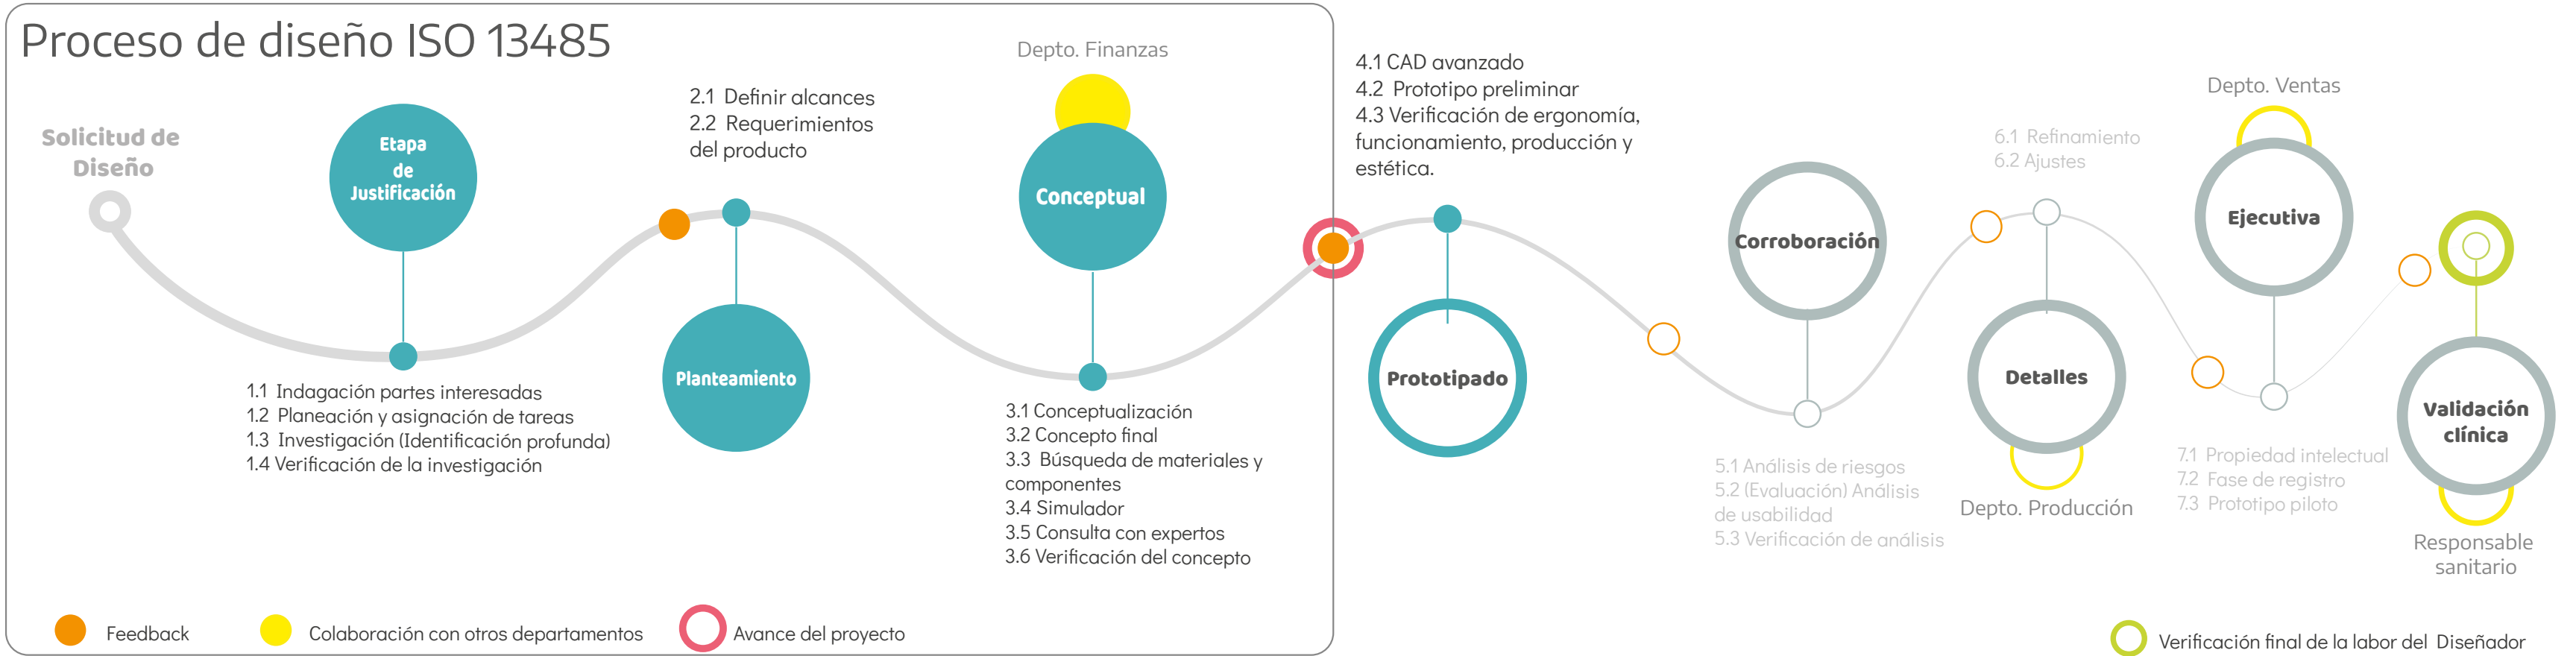 Proceso de diseño ISO 13485
Solicitud de
Diseño
Etapa
de
Justificación
1.1 Indagación partes interesadas
1.2 Planeación y asignación de tareas
1.3 Investigación (Identificación profunda)
1.4 Verificación de la investigación
2.1 Definir alcances
2.2 Requerimientos
del producto
Planteamiento
Depto. Finanzas
Conceptual
3.1 Conceptualización
3.2 Concepto final
3.3 Búsqueda de materiales y
componentes
3.4 Simulador
3.5 Consulta con expertos
3.6 Verificación del concepto
4.1 CAD avanzado
4.2 Prototipo preliminar
4.3 Verificación de ergonomía,
funcionamiento, producción y
estética.
Prototipado
Corroboración
5.1 Análisis de riesgos
5.2 (Evaluación) Análisis
de usabilidad
5.3 Verificación de análisis
6.1 Refinamiento
6.2 Ajustes
Detalles
Depto. Producción
Depto. Ventas
Ejecutiva
7.1 Propiedad intelectual
7.2 Fase de registro
7.3 Prototipo piloto
Validación
clínica
Responsable
sanitario
Feedback
Colaboración con otros departamentos
Avance del proyecto
Verificación final de la labor del Diseñador